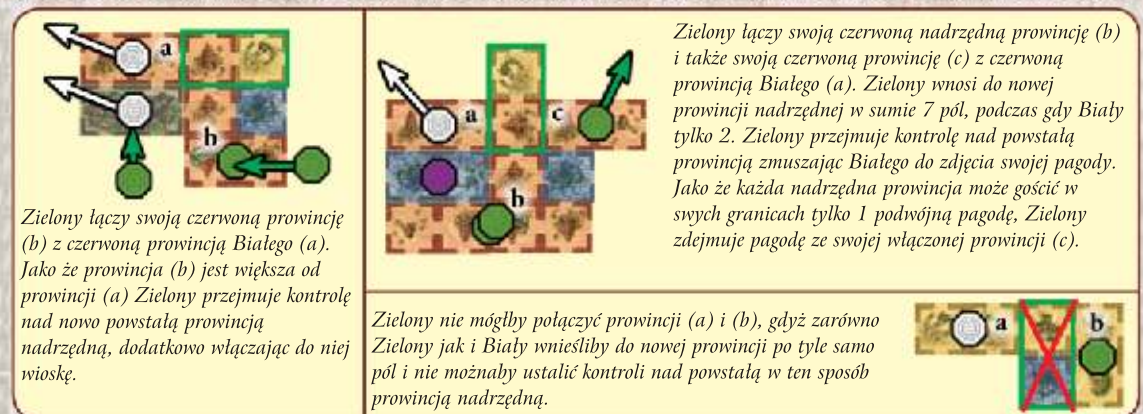 a
b
Zielony łączy swoją czerwoną prowincję
(b) z czerwoną prowincją Białego (a).
Jako że prowincja (b) jest większa od
prowincji (a) Zielony przejmuje kontrolę
nad nowo powstałą prowincją
nadrzędną, dodatkowo włączając do niej
wioskę.
a
c
b
Zielony łączy swoją czerwoną nadrzędną prowincję (b)
i także swoją czerwoną prowincję (c) z czerwoną
prowincją Białego (a). Zielony wnosi do nowej
prowincji nadrzędnej w sumie 7 pól, podczas gdy Biały
tylko 2. Zielony przejmuje kontrolę nad powstałą
prowincją zmuszając Białego do zdjęcia swojej pagody.
Jako że każda nadrzędna prowincja może gościć w
swych granicach tylko 1 podwójną pagodę, Zielony
zdejmuje pagodę ze swojej włączonej prowincji (c).
Zielony nie mógłby połączyć prowincji (a) i (b), gdyż zarówno
Zielony jak i Biały wnieśliby do nowej prowincji po tyle samo
pól i nie możnaby ustalić kontroli nad powstałą w ten sposób
prowincją nadrzędną.
a
b